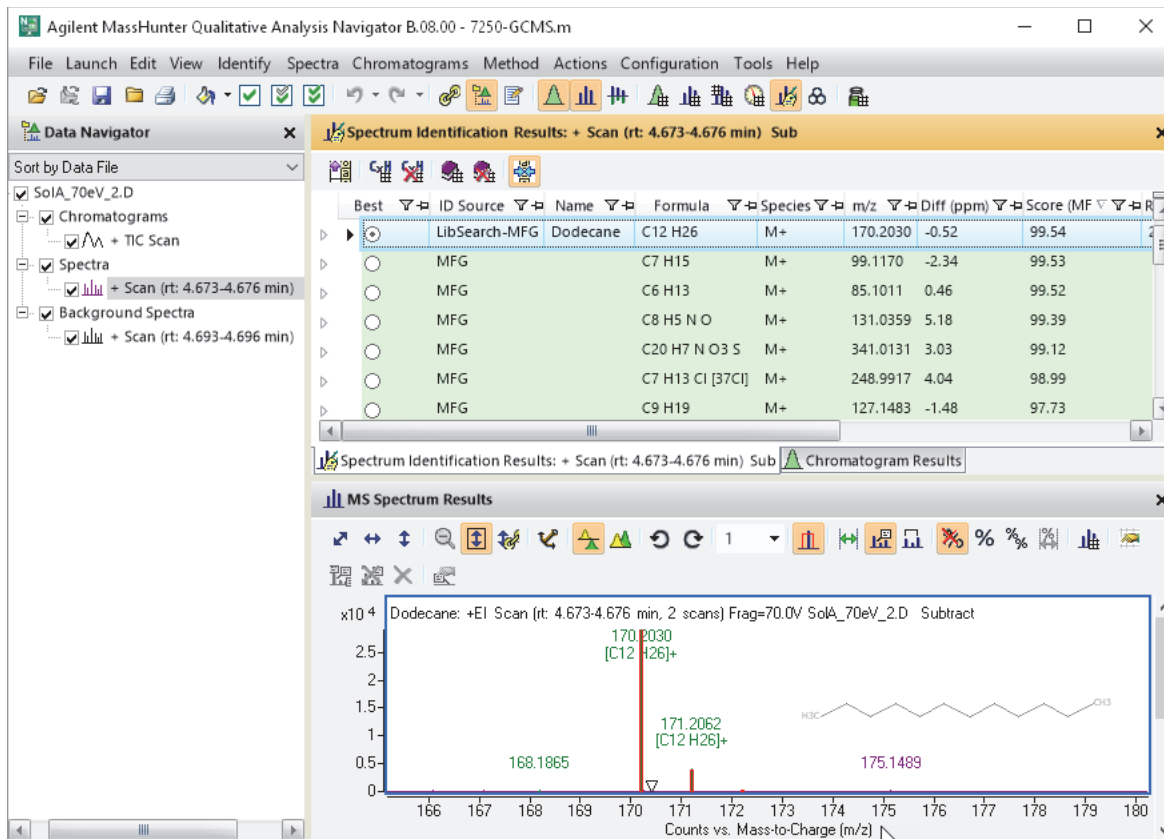 Agilent MassHunter Qualitative Analysis Navigator B.08.00 - 7250-GCMS.m
File Launch Edit View Identify Spectra Chromatograms Method Actions Configuration Tools Help
Data Navigator
Sort by Data File
SolA_70eV_2.D
Chromatograms
+ TIC Scan
Spectra
+ Scan (rt: 4.673-4.676 min)
Background Spectra
+ Scan (rt: 4.693-4.696 min)
Spectrum Identification Results: + Scan (rt: 4.673-4.676 min) Sub
Best ID Source Name Formula Species m/z Diff (ppm) Score (MF R
LibSearch-MFG Dodecane C12 H26 M+ 170.2030 -0.52 99.54
MFG C7 H15 M+ 99.1170 -2.34 99.53
MFG C6 H13 M+ 85.1011 0.46 99.52
MFG C8 H5 N O M+ 131.0359 5.18 99.39
MFG C20 H7 N O3 S M+ 341.0131 3.03 99.12
MFG C7 H13 Cl [37Cl] M+ 248.9917 4.04 98.99
MFG C9 H19 M+ 127.1483 -1.48 97.73
Spectrum Identification Results: + Scan (rt: 4.673-4.676 min) Sub Chromatogram Results
MS Spectrum Results
1 % %
x10 4 Dodecane: +EI Scan (rt: 4.673-4.676 min, 2 scans) Frag=70.0V SolA_70eV_2.D Subtract
170.2030
[C12 H26]+
2.5
2
1.5
H3C CH3
171.2062
[C12 H26]+
1
168.1865 175.1489
0.5
0
166 167 168 169 170 171 172 173 174 175 176 177 178 179 180
Counts vs. Mass-to-Charge (m/z)